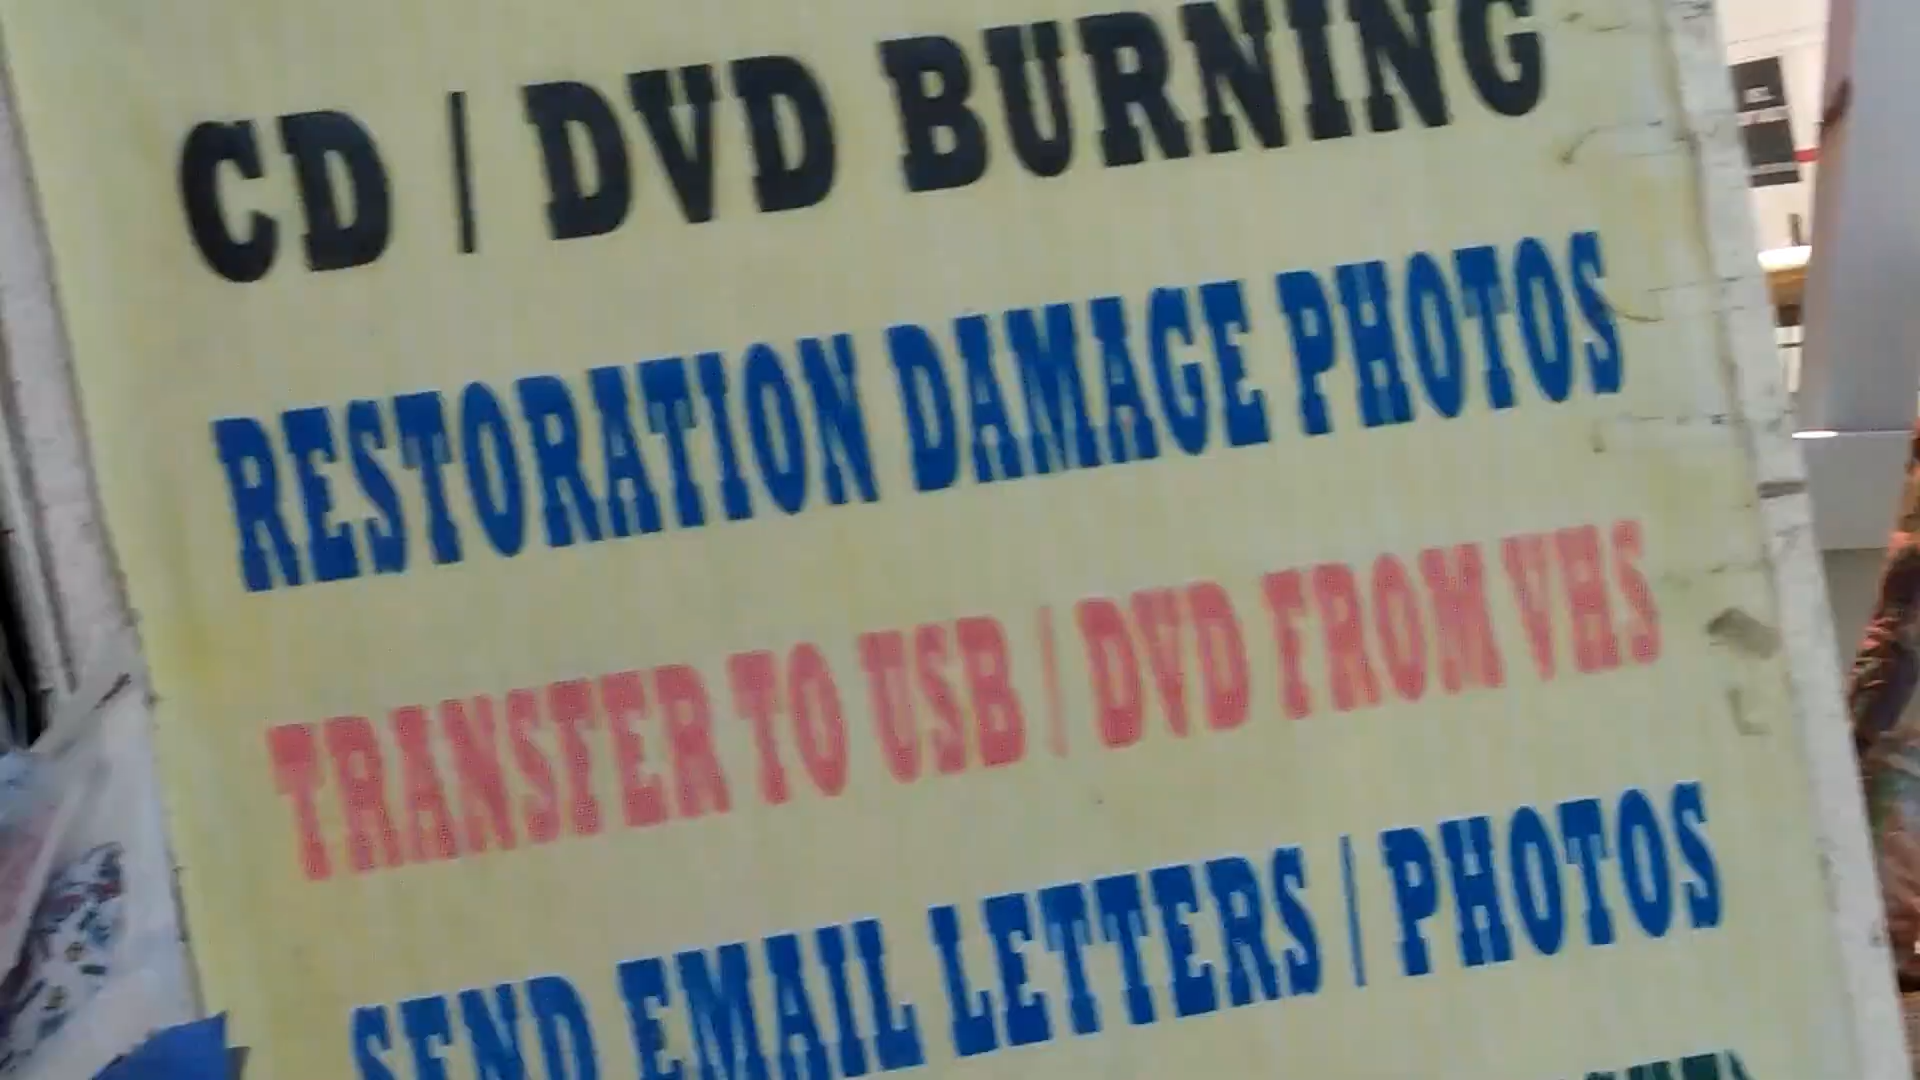 CD / DVD BURNING
RESTORATION DAMAGE PHOTOS
TRANSFER TO USB / DVD FROM VHS
SEND EMAIL LETTERS / PHOTOS